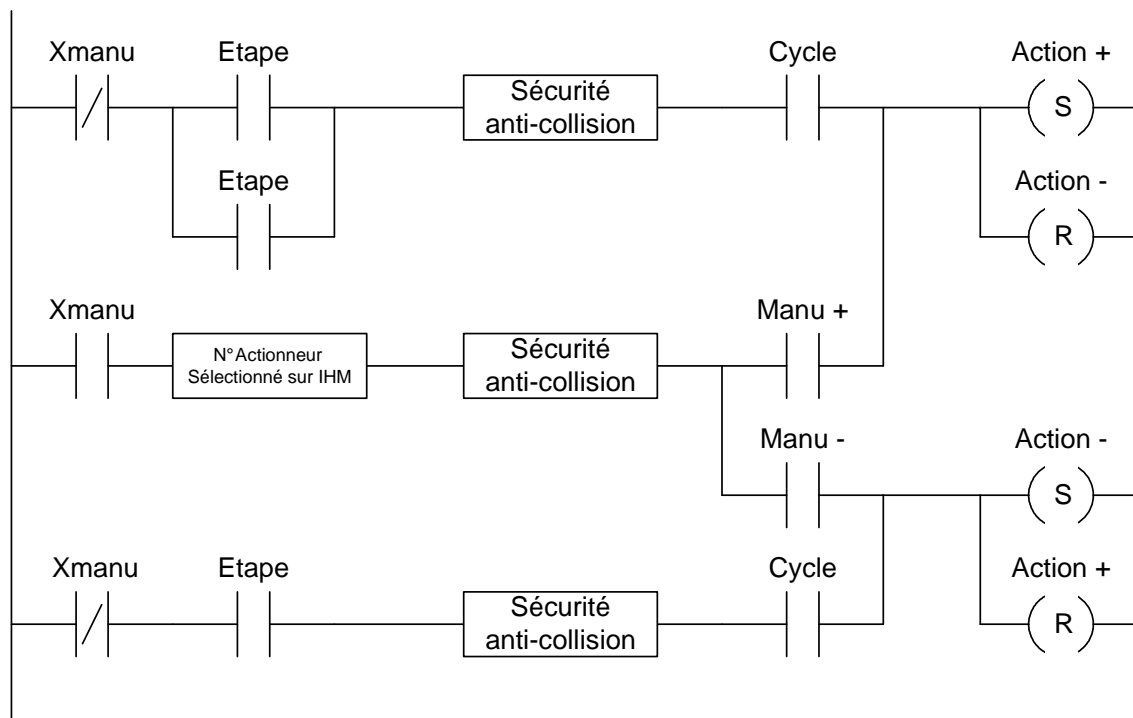 Xmanu
Etape
Cycle
Action +
Sécurité
anti-collision
S
Etape
Action -
R
Xmanu
Manu +
N°Actionneur
Sélectionné sur IHM
Sécurité
anti-collision
Manu -
Action -
S
Xmanu
Etape
Cycle
Action +
Sécurité
anti-collision
R